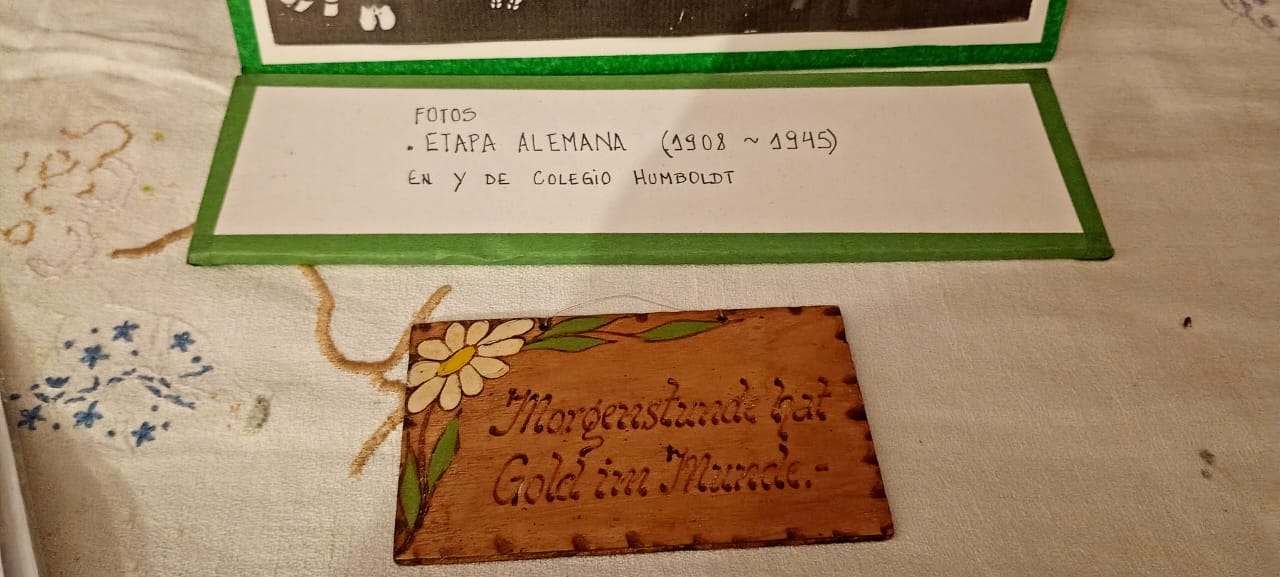 FOTOS
. ETAPA ALEMANA (1908 ~ 1945)
EN Y DE COLEGIO HUMBOLDT
Morgenstunde hat
Gold im Munde.-